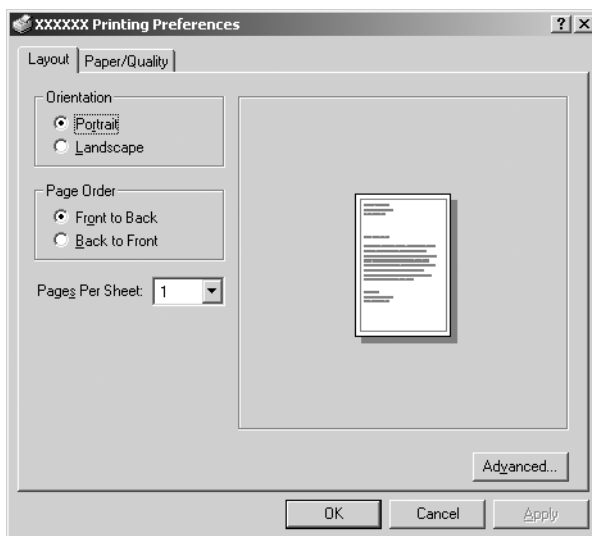 XXXXXX Printing Preferences
Layout
Paper/Quality
Orientation
Portrait
Landscape
Page Order
Front to Back
Back to Front
Pages Per Sheet: 1
Advanced...
OK
Cancel
Apply